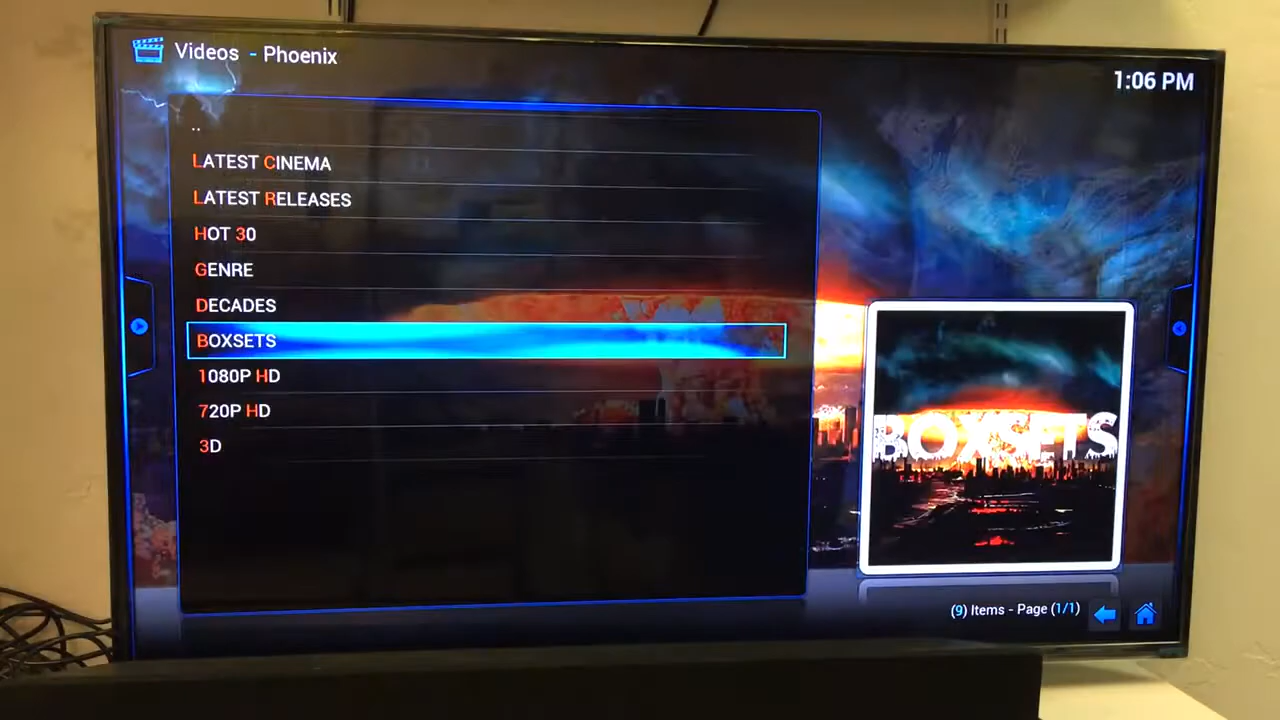 Videos - Phoenix
1:06 PM
..
LATEST CINEMA
LATEST RELEASES
HOT 30
GENRE
DECADES
BOXSETS
1080P HD
720P HD
3D
BOXSETS
(9) Items - Page (1/1)